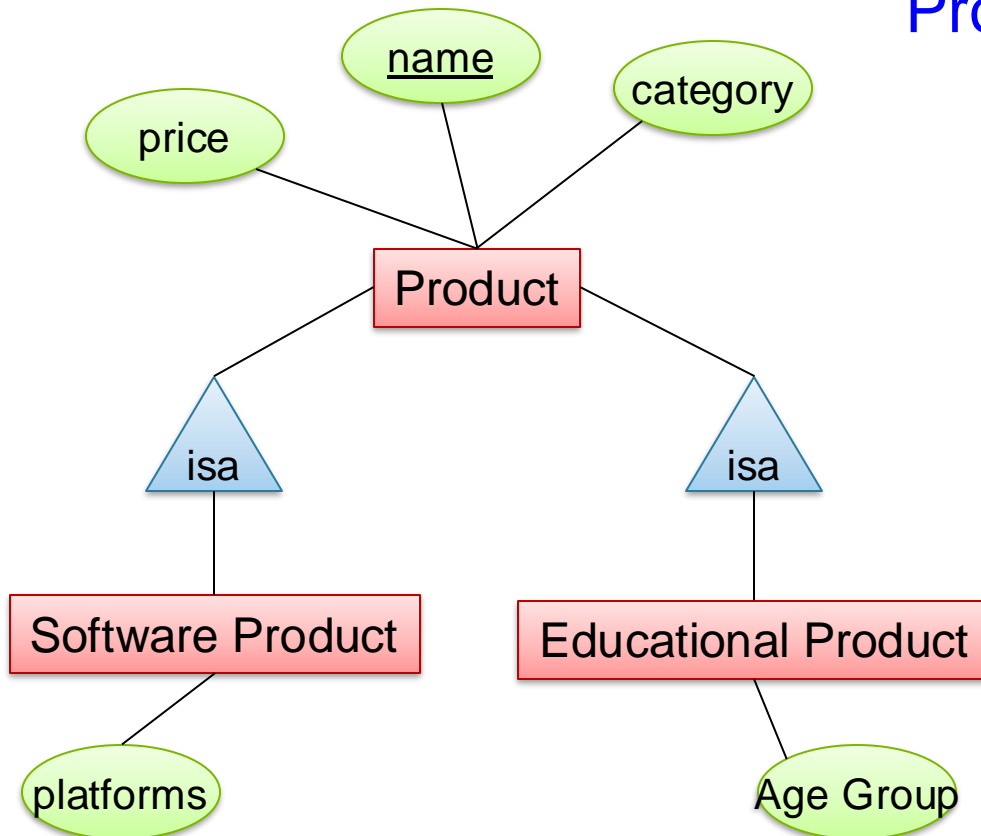 name
category
price
Product
isa
isa
Software Product
Educational Product
platforms
Age Group